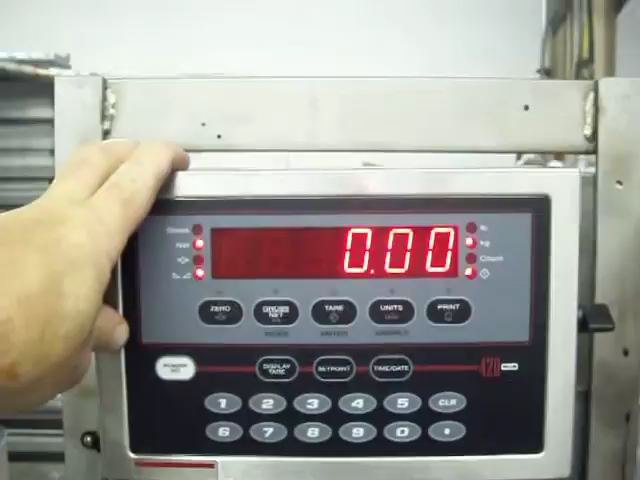 Gross lb
0.00
Net kg
Count
ZERO GROSS NET TARE UNITS PRINT
DISPLAY TARE SETPOINT TIME/DATE 420
1 2 3 4 5 CLR
6 7 8 9 0 •